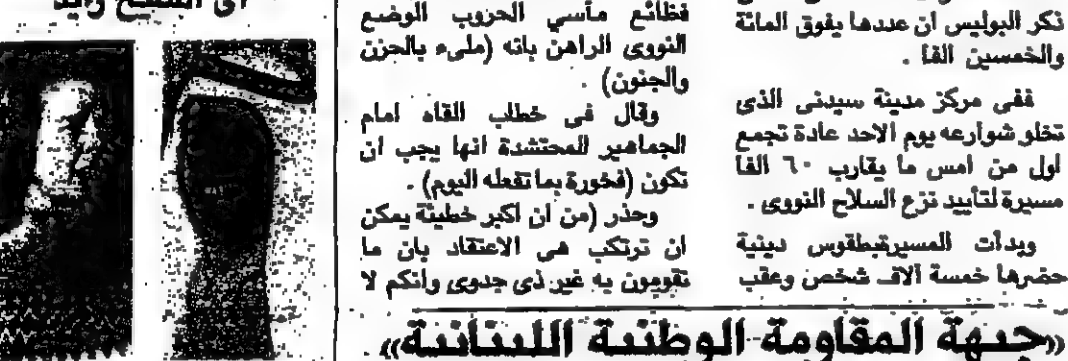 ذكر البوليس ان عددها يفوق المائة
والخمسين الفا .
ففى مركز مدينة سيدنى الذى
تخلو شوارعه يوم الاحد عادة تجمع
اول من امس ما يقارب ٦٠ الفا
مسيرة لتأييد نزع السلاح النووى .
وبدأت المسيرةبطقوس دينية
حضرها خمسة آلاف شخص وعقب
فظائع مآسي الحروب الوضع
النووى الراهن بانه (ملىء بالحزن
والجنون) .
وقال فى خطاب القاه امام
الجماهير المحتشدة انها يجب ان
تكون (فخورة بما تفعله اليوم) .
وحذر (من ان اكبر خطيئة يمكن
ان ترتكب هى الاعتقاد بان ما
تقومون به غير ذى جدوى وانكم لا
«جبهة المقاومة الوطنية اللبنانية»